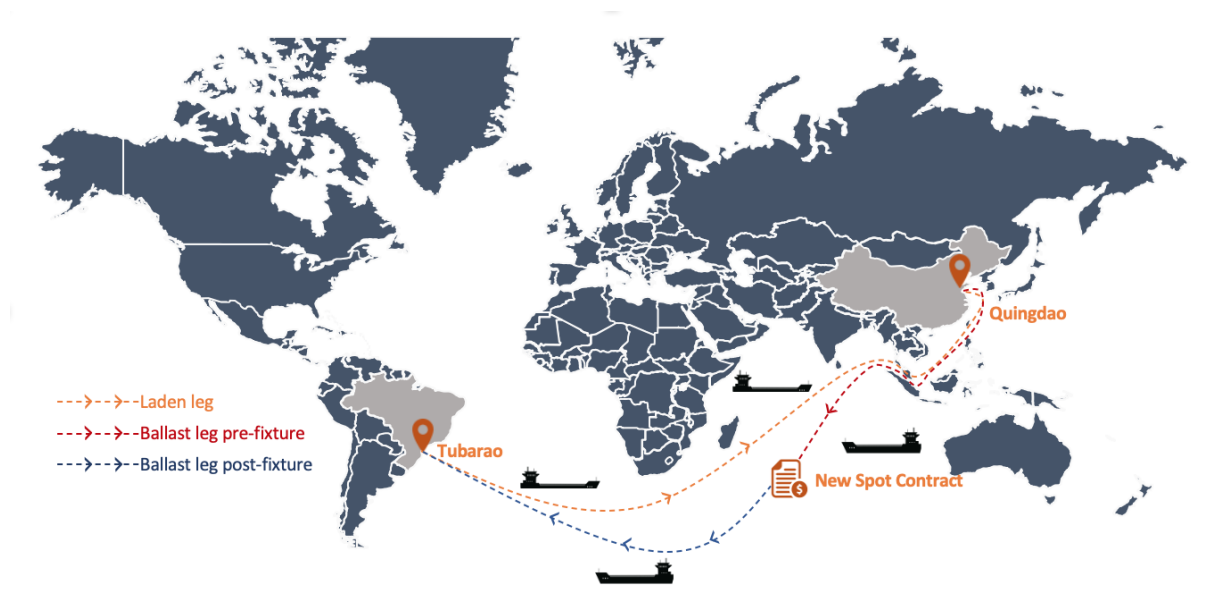 Quingdao
Laden leg
Ballast leg pre-fixture
Ballast leg post-fixture
Tubarao
New Spot Contract
$